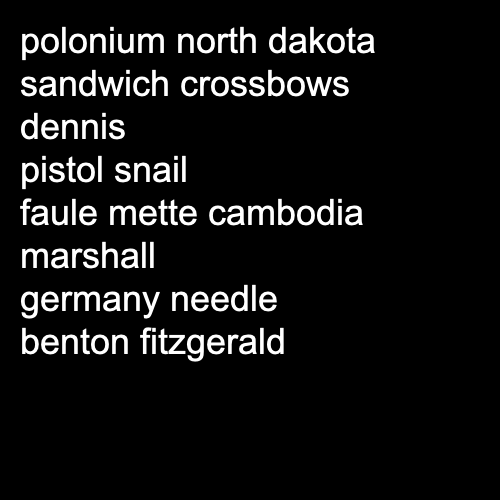 polonium north dakota
sandwich crossbows
dennis
pistol snail
faule mette cambodia
marshall
germany needle
benton fitzgerald